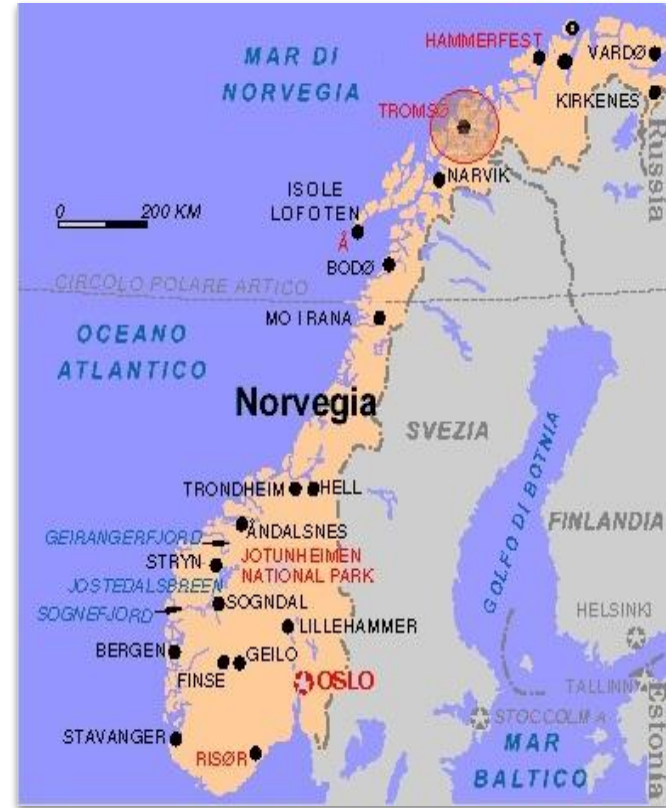 HAMMERFEST
MAR DI
NORVEGIA
VARDØ
KIRKENES
TROMSØ
Russia
NARVIK
ISOLE
LOFOTEN
0 200 KM
Å
BODØ
CIRCOLO POLARE ARTICO
MO I RANA
OCEANO
ATLANTICO
Norvegia
SVEZIA
GOLFO DI BOTNIA
TRONDHEIM
HELL
FINLANDIA
ÅNDALSNES
GEIRANGERFJORD
STRYN
JOTUNHEIMEN
NATIONAL PARK
JOSTEDALSBREEN
SOGNEFJORD
SOGNDAL
HELSINKI
LILLEHAMMER
BERGEN
GEILO
FINSE
OSLO
TALLINN
Estonia
STOCCOLMA
STAVANGER
RISØR
MAR
BALTICO